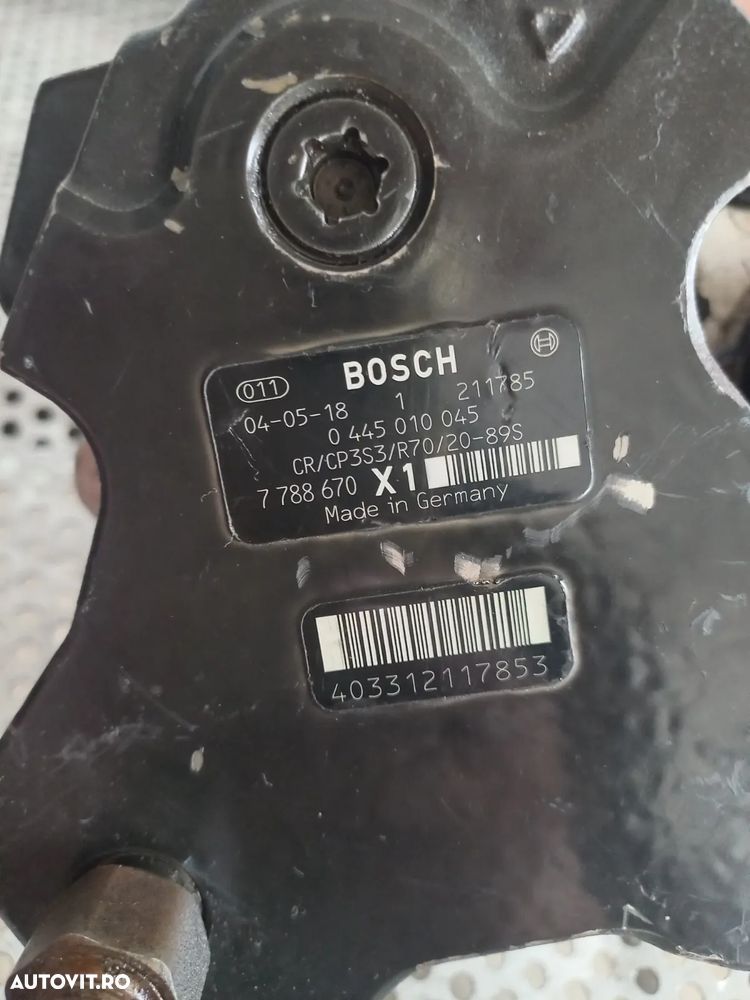 BOSCH
011
04-05-18 1 211785
0 445 010 045
CR/CP3S3/R70/20-89S
7 788 670 X1
Made in Germany
403312117853
AUTOVIT.RO